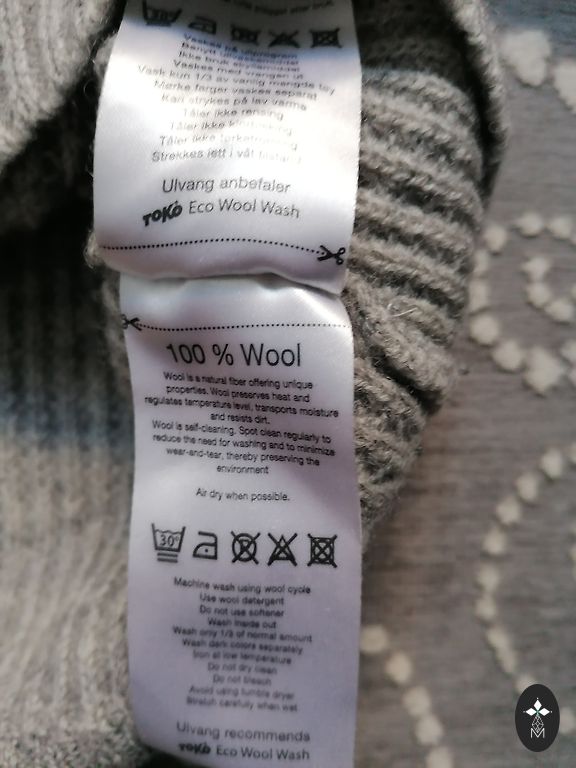 Vaskes på ullprogram
Benytt ullvaskemiddel
Ikke bruk skyllemiddel
Vaskes med vrangen ut
Vask kun 1/3 av vanlig mengde tøy
Mørke farger vaskes separat
Kan strykes på lav varme
Tåler ikke rensing
Tåler ikke
Tåler ikke
Strekkes lett i våt tilstand
Ulvang anbefaler
TOKO Eco Wool Wash
100 % Wool
Wool is a natural fiber offering unique
properties. Wool preserves heat and
regulates temperature level, transports moisture
and resists dirt.
Wool is self-cleaning. Spot clean regularly to
reduce the need for washing and to minimize
wear-and-tear, thereby preserving the
environment
Air dry when possible.
30°
Machine wash using wool cycle
Use wool detergent
Do not use softener
Wash inside out
Wash only 1/3 of normal amount
Wash dark colors separately
Iron at low temperature
Do not dry clean
Do not bleach
Avoid using tumble dryer
Stretch carefully when wet
Ulvang recommends
TOKO Eco Wool Wash
M